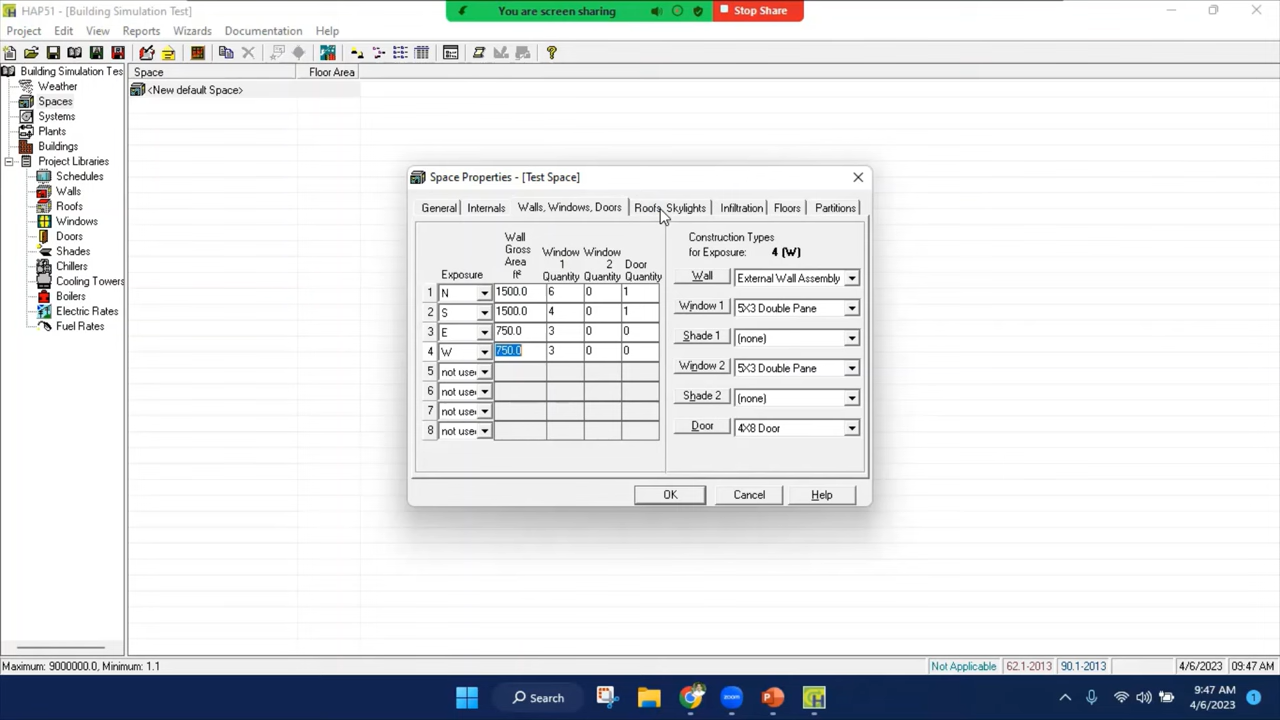 HAP51 - [Building Simulation Test]
You are screen sharing
Stop Share
Project Edit View Reports Wizards Documentation Help
Building Simulation Tes
Weather
Spaces
Systems
Plants
Buildings
Project Libraries
Schedules
Walls
Roofs
Windows
Doors
Shades
Chillers
Cooling Towers
Boilers
Electric Rates
Fuel Rates
Space Floor Area
<New default Space>
Space Properties - [Test Space]
General Internals Walls, Windows, Doors Roofs, Skylights Infiltration Floors Partitions
Exposure
Wall Gross Area ft²
Window 1 Quantity
Window 2 Quantity
Door Quantity
1 N 1500.0 6 0 1
2 S 1500.0 4 0 1
3 E 750.0 3 0 0
4 W 750.0 3 0 0
5 not use
6 not use
7 not use
8 not use
Construction Types
for Exposure: 4 (W)
Wall External Wall Assembly
Window 1 5X3 Double Pane
Shade 1 (none)
Window 2 5X3 Double Pane
Shade 2 (none)
Door 4X8 Door
OK Cancel Help
Maximum: 9000000.0, Minimum: 1.1
Not Applicable 62.1-2013 90.1-2013 4/6/2023 09:47 AM
Search
zoom
9:47 AM
4/6/2023
1